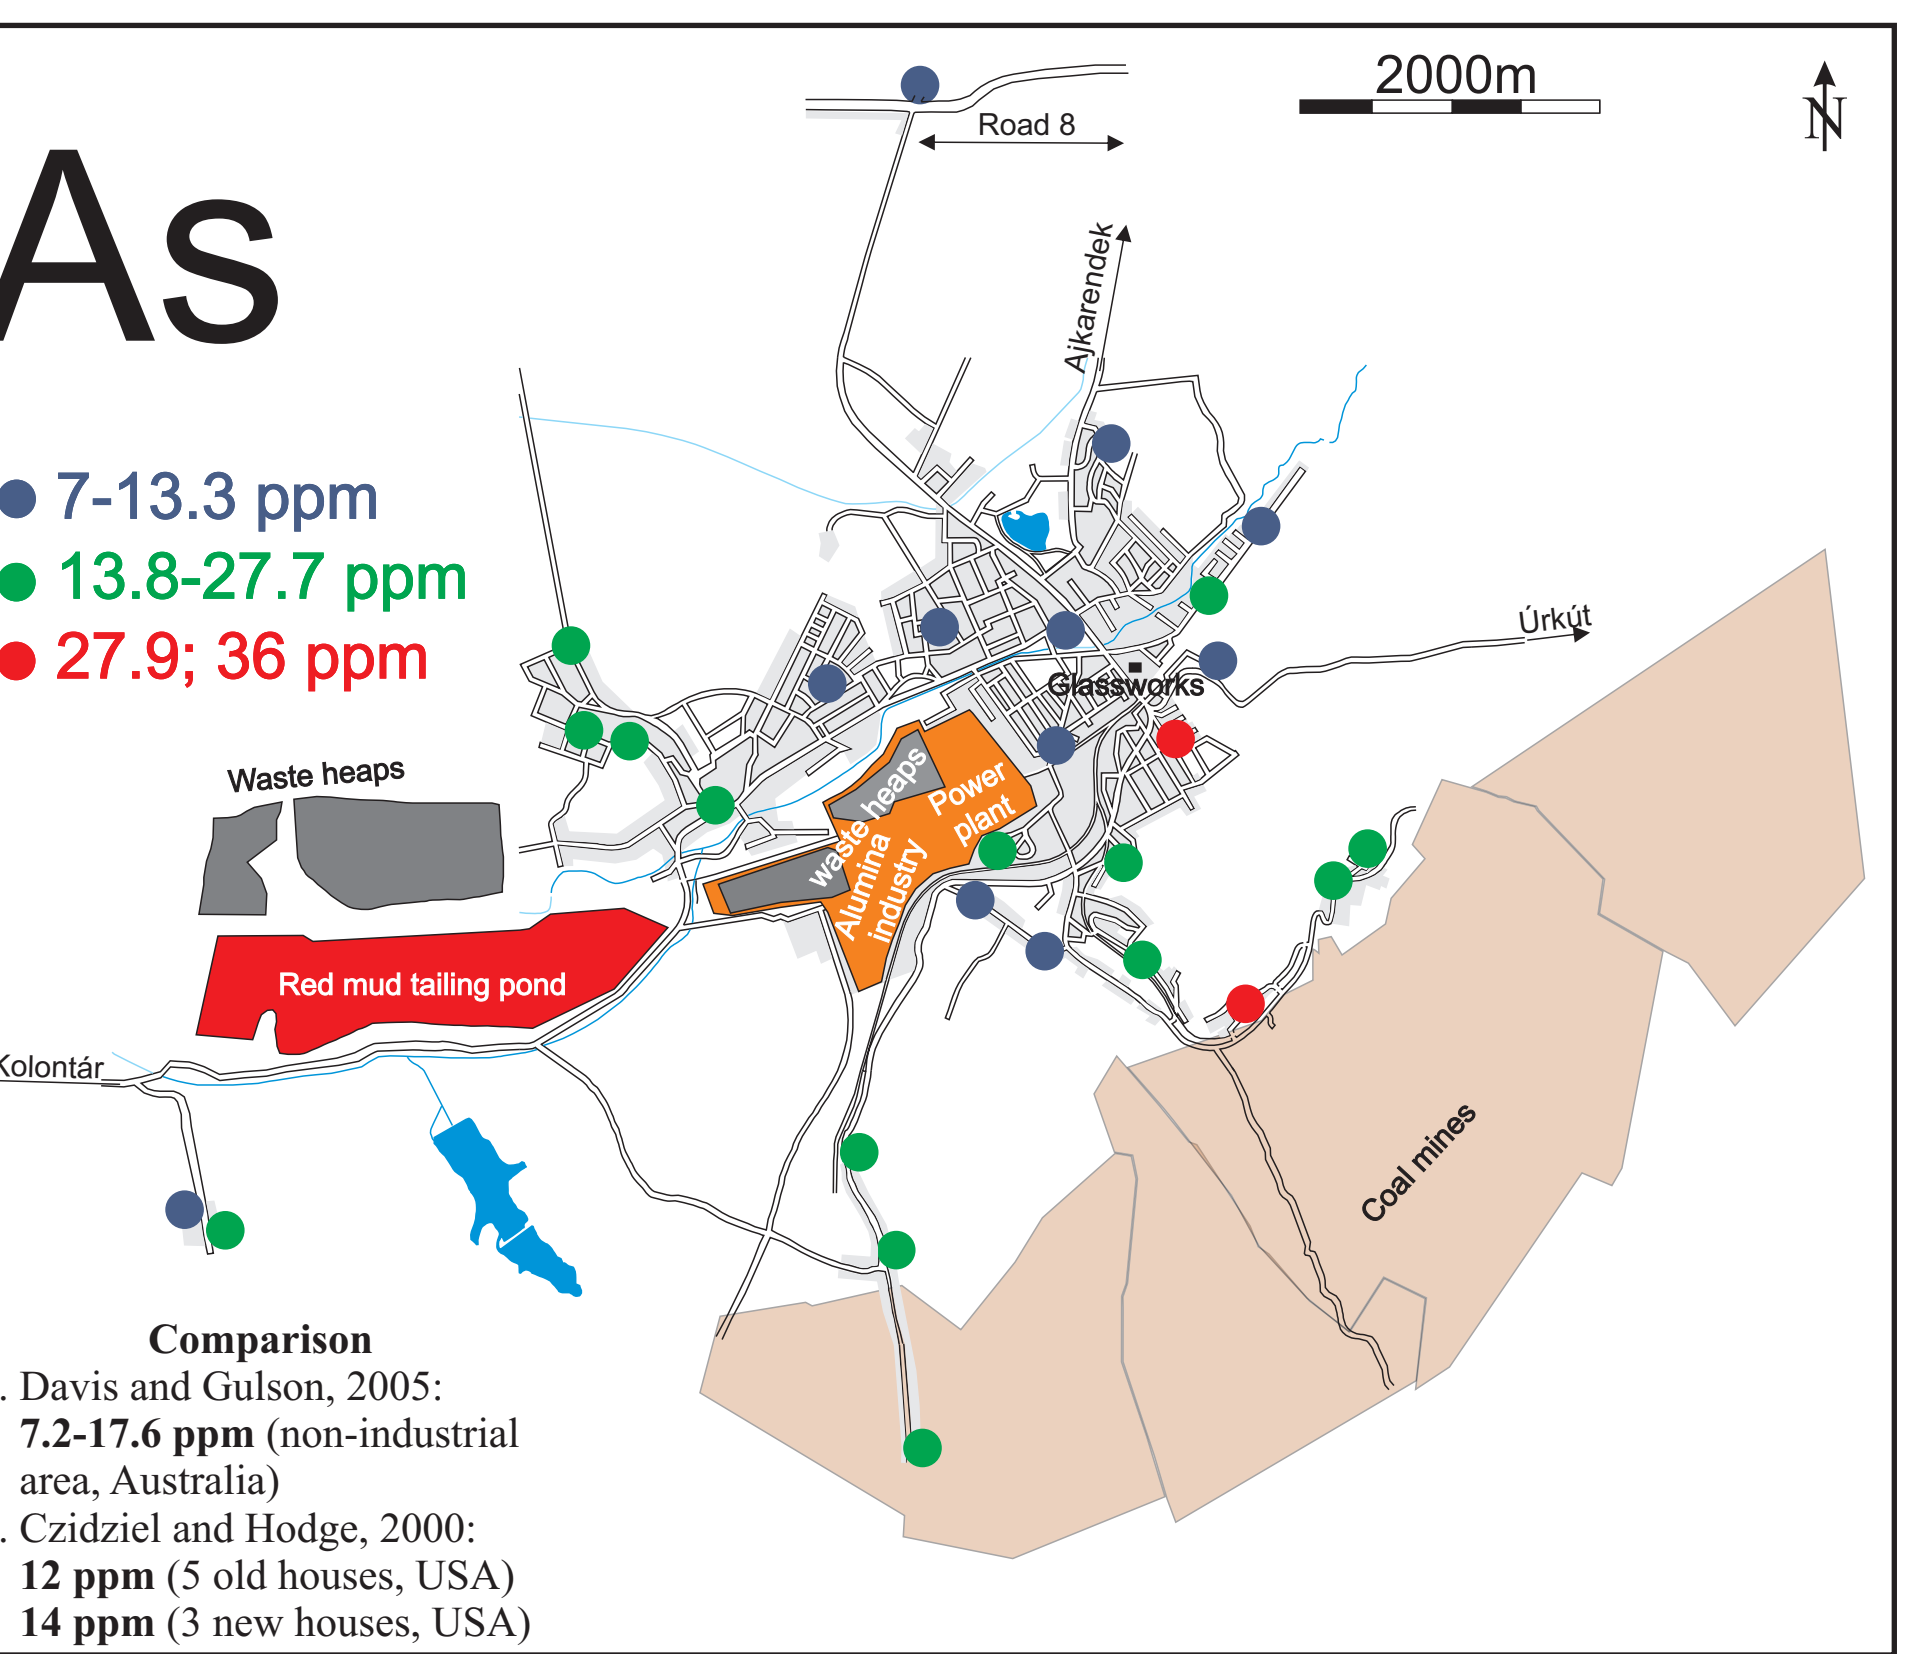 2000m
N
Road 8
As
Ajkarendek
7-13.3 ppm
13.8-27.7 ppm
27.9; 36 ppm
Úrkút
Glassworks
Waste heaps
waste heaps
Power
plant
Alumina
industry
Red mud tailing pond
Kolontár
Coal mines
Comparison
. Davis and Gulson, 2005:
7.2-17.6 ppm (non-industrial
area, Australia)
. Czidziel and Hodge, 2000:
12 ppm (5 old houses, USA)
14 ppm (3 new houses, USA)